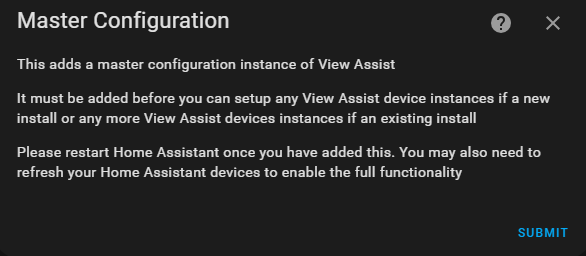 Master Configuration
This adds a master configuration instance of View Assist
It must be added before you can setup any View Assist device instances if a new
install or any more View Assist devices instances if an existing install
Please restart Home Assistant once you have added this. You may also need to
refresh your Home Assistant devices to enable the full functionality
SUBMIT